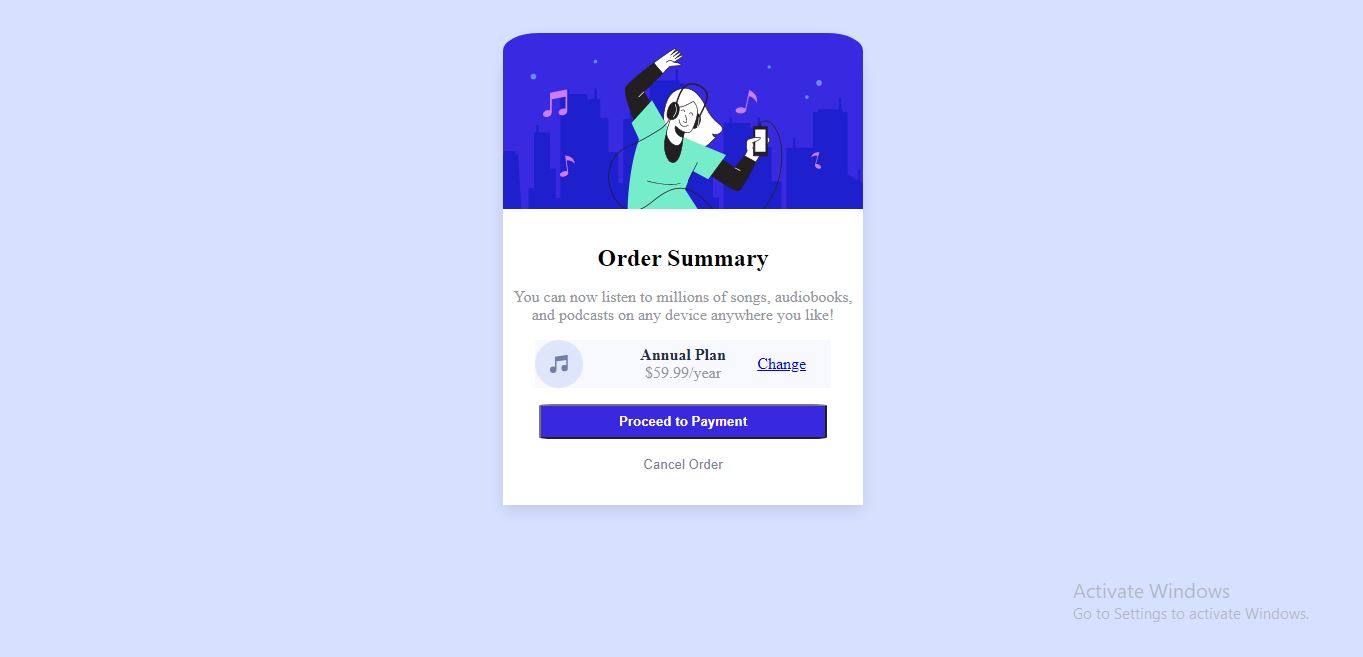 Order Summary
You can now listen to millions of songs, audiobooks,
and podcasts on any device anywhere you like!
Annual Plan
$59.99/year
Change
Proceed to Payment
Cancel Order
Activate Windows
Go to Settings to activate Windows.